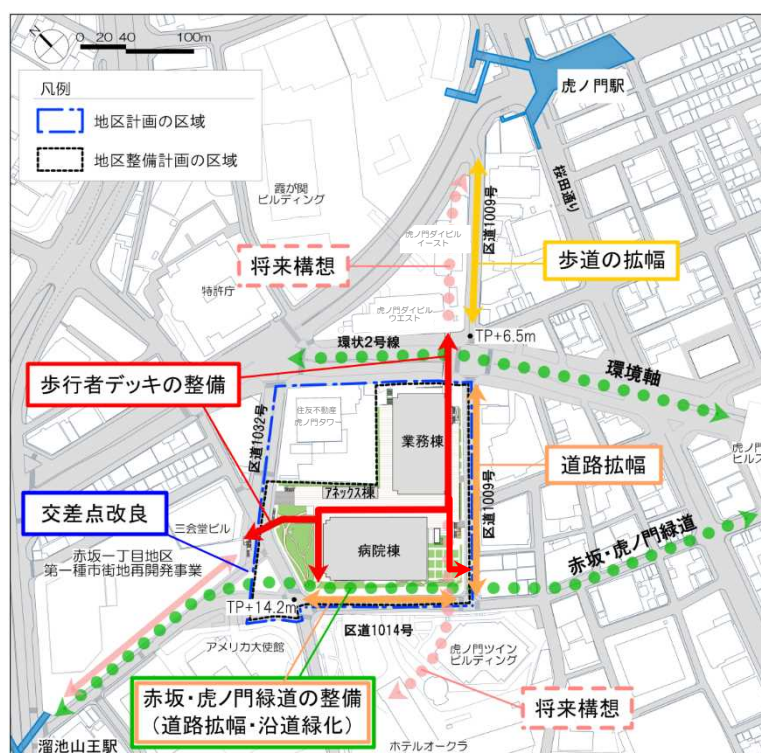 N
0 20 40 100m
凡例
地区計画の区域
地区整備計画の区域
虎ノ門駅
桜田通り
霞が関
ビルディング
区道1009号
虎ノ門ダイビル
イースト
将来構想
歩道の拡幅
特許庁
虎ノ門ダイビル
ウエスト
TP+6.5m
環状2号線
歩行者デッキの整備
環境軸
区道1032号
住友不動産
虎ノ門タワー
業務棟
虎ノ門
ヒルズ
道路拡幅
アネックス棟
区道1009号
交差点改良
三会堂ビル
病院棟
赤坂・虎ノ門緑道
赤坂一丁目地区
第一種市街地再開発事業
TP+14.2m
区道1014号
アメリカ大使館
虎ノ門ツイン
ビルディング
赤坂・虎ノ門緑道の整備
(道路拡幅・沿道緑化)
将来構想
溜池山王駅
ホテルオークラ